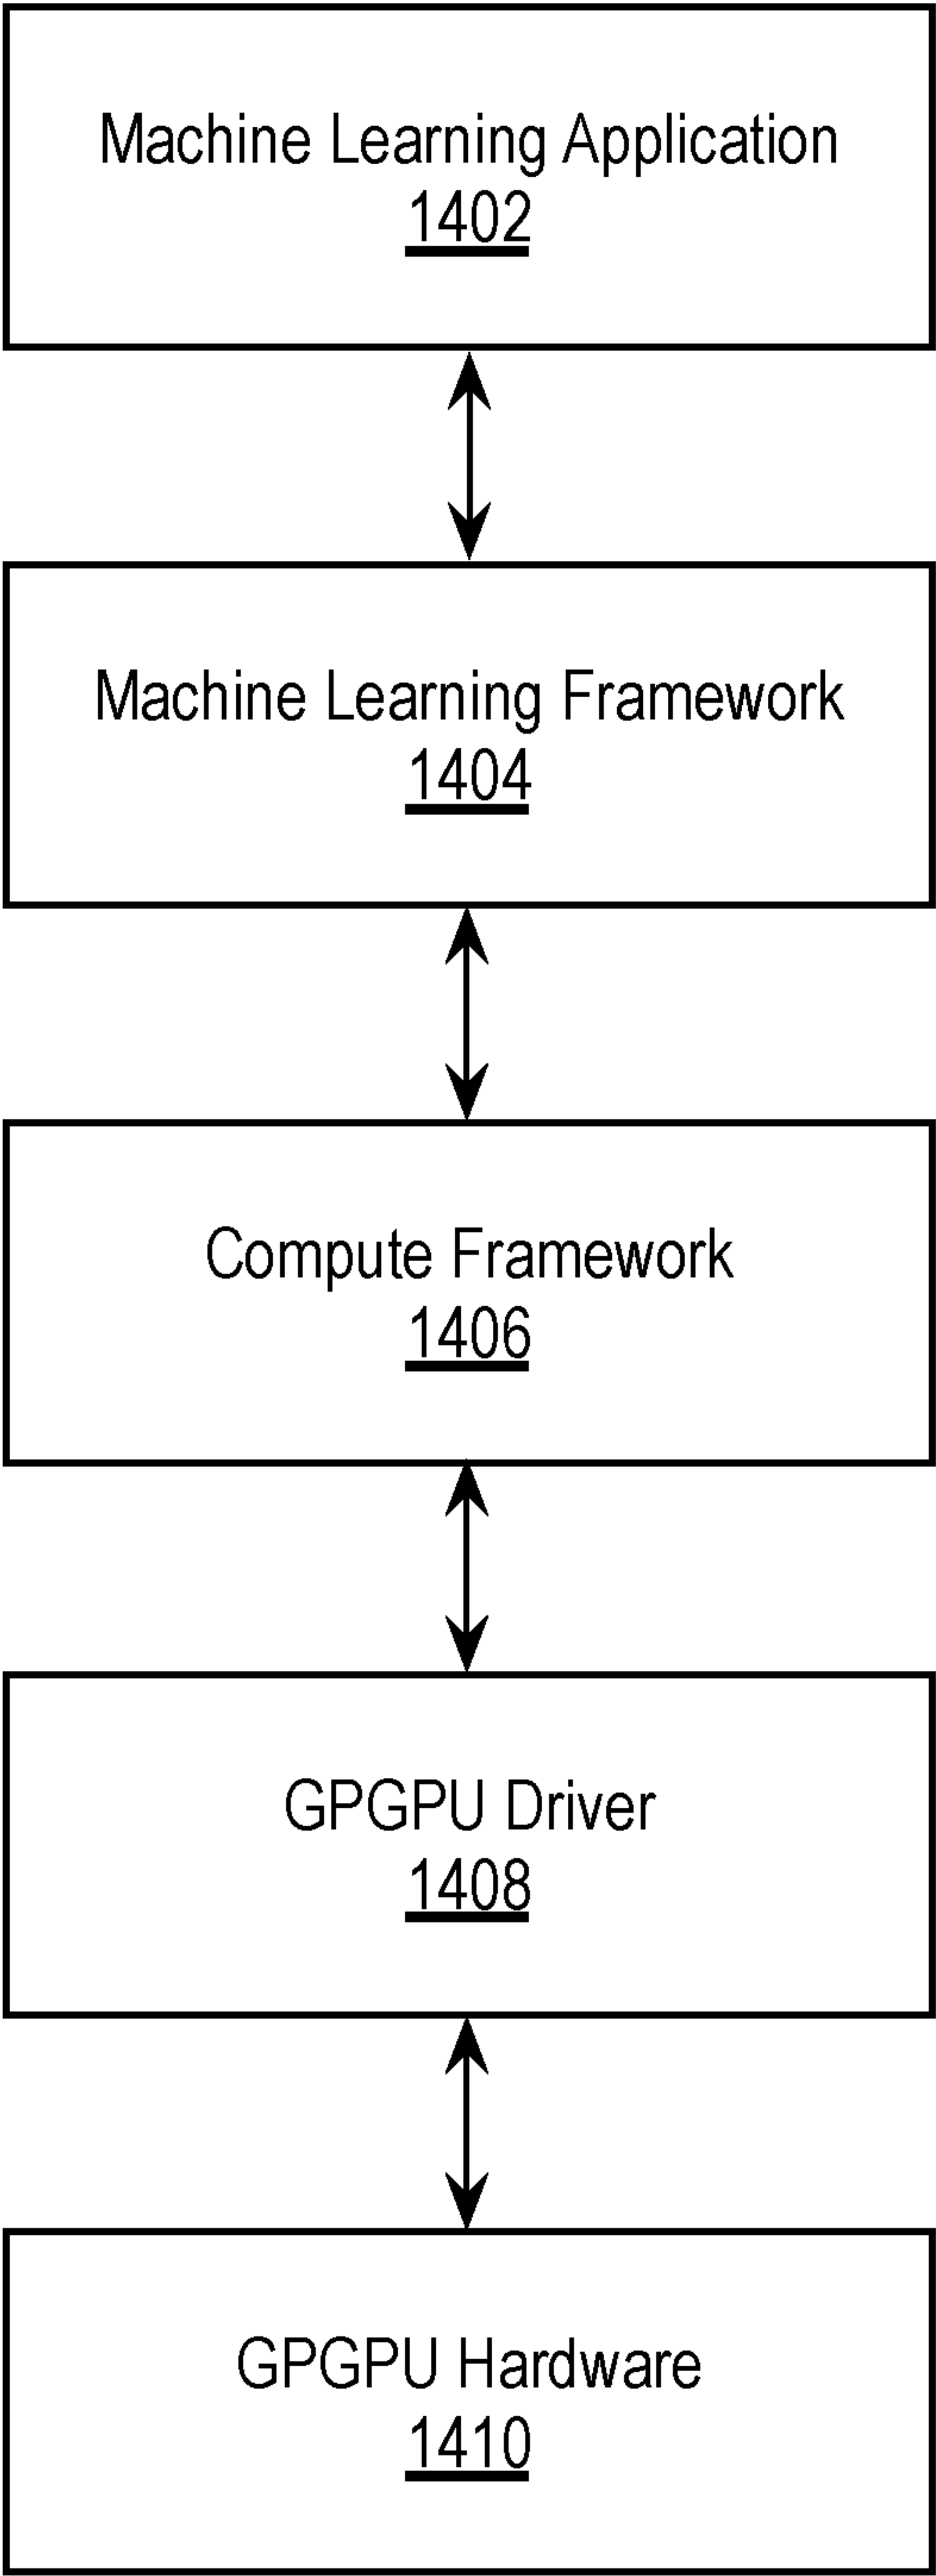 Machine Learning Application
1402
Machine Learning Framework
1404
Compute Framework
1406
GPGPU Driver
1408
GPGPU Hardware
1410